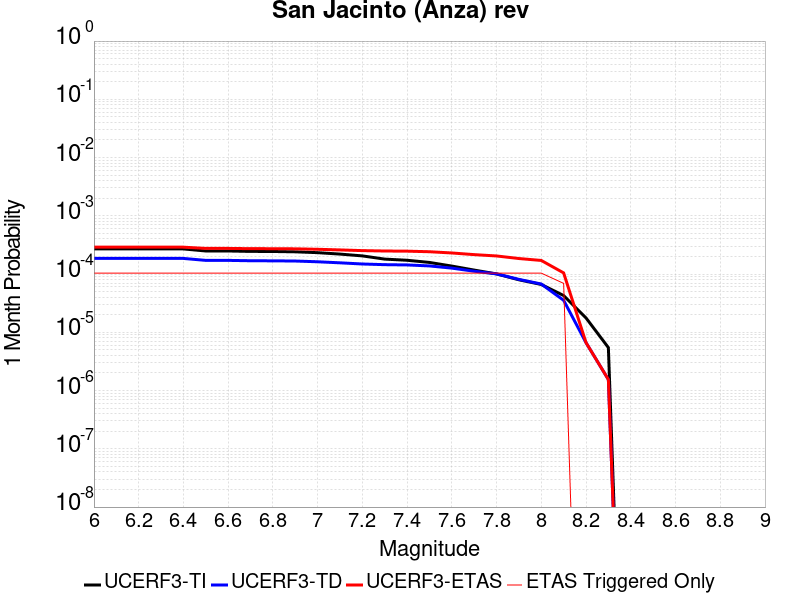 San Jacinto (Anza) rev
10^0
10^-1
10^-2
10^-3
10^-4
10^-5
10^-6
10^-7
10^-8
1 Month Probability
6 6.2 6.4 6.6 6.8 7 7.2 7.4 7.6 7.8 8 8.2 8.4 8.6 8.8 9
Magnitude
UCERF3-TI UCERF3-TD UCERF3-ETAS ETAS Triggered Only